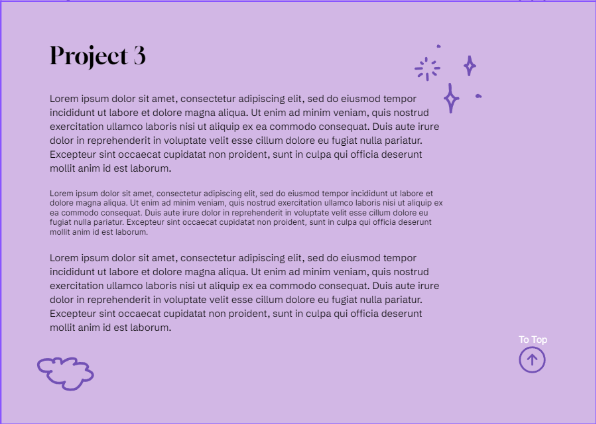 Project 3
Lorem ipsum dolor sit amet, consectetur adipiscing elit, sed do eiusmod tempor
incididunt ut labore et dolore magna aliqua. Ut enim ad minim veniam, quis nostrud
exercitation ullamco laboris nisi ut aliquip ex ea commodo consequat. Duis aute irure
dolor in reprehenderit in voluptate velit esse cillum dolore eu fugiat nulla pariatur.
Excepteur sint occaecat cupidatat non proident, sunt in culpa qui officia deserunt
mollit anim id est laborum.
Lorem ipsum dolor sit amet, consectetur adipiscing elit, sed do eiusmod tempor incididunt ut labore et
dolore magna aliqua. Ut enim ad minim veniam, quis nostrud exercitation ullamco laboris nisi ut aliquip ex
ea commodo consequat. Duis aute irure dolor in reprehenderit in voluptate velit esse cillum dolore eu
fugiat nulla pariatur. Excepteur sint occaecat cupidatat non proident, sunt in culpa qui officia deserunt
mollit anim id est laborum.
Lorem ipsum dolor sit amet, consectetur adipiscing elit, sed do eiusmod tempor
incididunt ut labore et dolore magna aliqua. Ut enim ad minim veniam, quis nostrud
exercitation ullamco laboris nisi ut aliquip ex ea commodo consequat. Duis aute irure
dolor in reprehenderit in voluptate velit esse cillum dolore eu fugiat nulla pariatur.
Excepteur sint occaecat cupidatat non proident, sunt in culpa qui officia deserunt
mollit anim id est laborum.
To Top